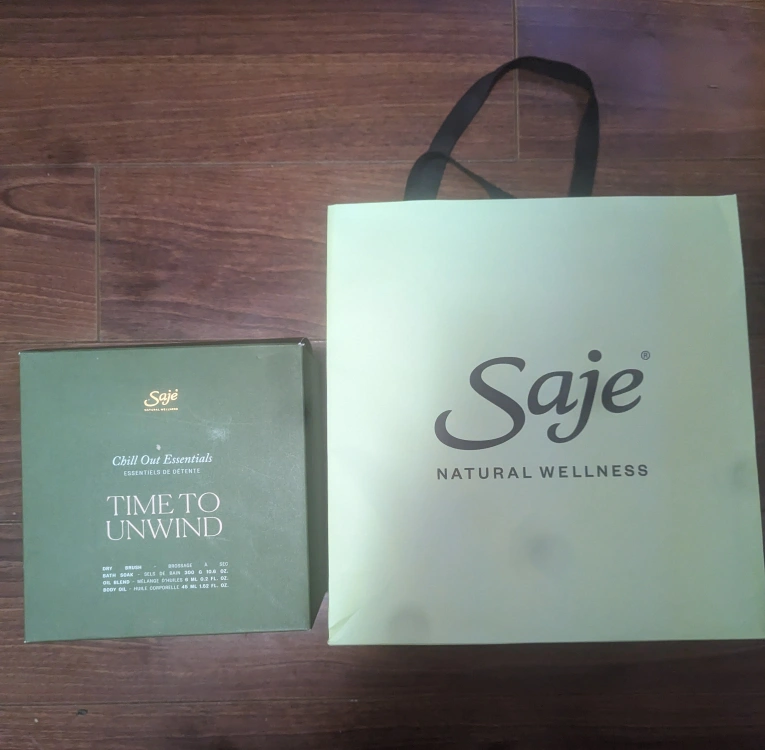 Saje
NATURAL WELLNESS
Chill Out Essentials
ESSENTIELS DE DÉTENTE
TIME TO
UNWIND
DRY BRUSH - BROSSAGE À SEC
BATH SOAK - SELS DE BAIN 300 G 10.6 OZ.
OIL BLEND - MÉLANGE D'HUILES 6 ML 0.2 FL. OZ.
BODY OIL - HUILE CORPORELLE 45 ML 1.52 FL. OZ.
Saje®
NATURAL WELLNESS